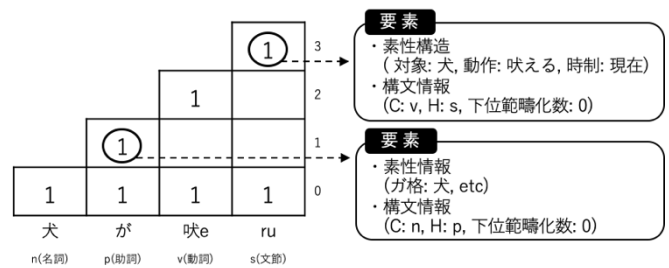 1 3
1 2
1 1
1 1 1 1 0
犬 が 吠e ru
n(名詞) p(助詞) v(動詞) s(文節)
要素
・素性構造
( 対象: 犬, 動作: 吠える, 時制: 現在)
・構文情報
(C: v, H: s, 下位範疇化数: 0)
要素
・素性情報
(ガ格: 犬, etc)
・構文情報
(C: n, H: p, 下位範疇化数: 0)